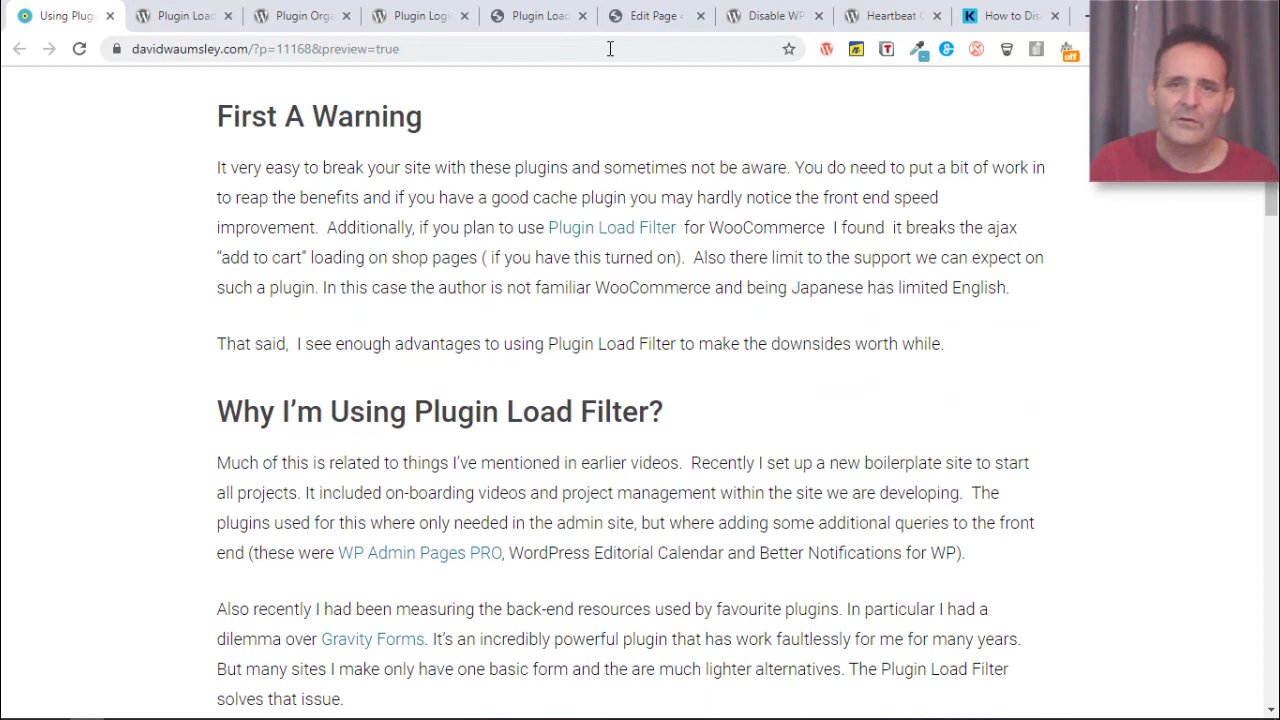 Using Plug
Plugin Load
Plugin Orga
Plugin Logi
Plugin Load
Edit Page
Disable WP
Heartbeat C
How to Disa
davidwaumsley.com/?p=11168&preview=true
off
First A Warning
It very easy to break your site with these plugins and sometimes not be aware. You do need to put a bit of work in
to reap the benefits and if you have a good cache plugin you may hardly notice the front end speed
improvement. Additionally, if you plan to use Plugin Load Filter for WooCommerce I found it breaks the ajax
“add to cart” loading on shop pages ( if you have this turned on). Also there limit to the support we can expect on
such a plugin. In this case the author is not familiar WooCommerce and being Japanese has limited English.
That said, I see enough advantages to using Plugin Load Filter to make the downsides worth while.
Why I’m Using Plugin Load Filter?
Much of this is related to things I’ve mentioned in earlier videos. Recently I set up a new boilerplate site to start
all projects. It included on-boarding videos and project management within the site we are developing. The
plugins used for this where only needed in the admin site, but where adding some additional queries to the front
end (these were WP Admin Pages PRO, WordPress Editorial Calendar and Better Notifications for WP).
Also recently I had been measuring the back-end resources used by favourite plugins. In particular I had a
dilemma over Gravity Forms. It’s an incredibly powerful plugin that has work faultlessly for me for many years.
But many sites I make only have one basic form and the are much lighter alternatives. The Plugin Load Filter
solves that issue.